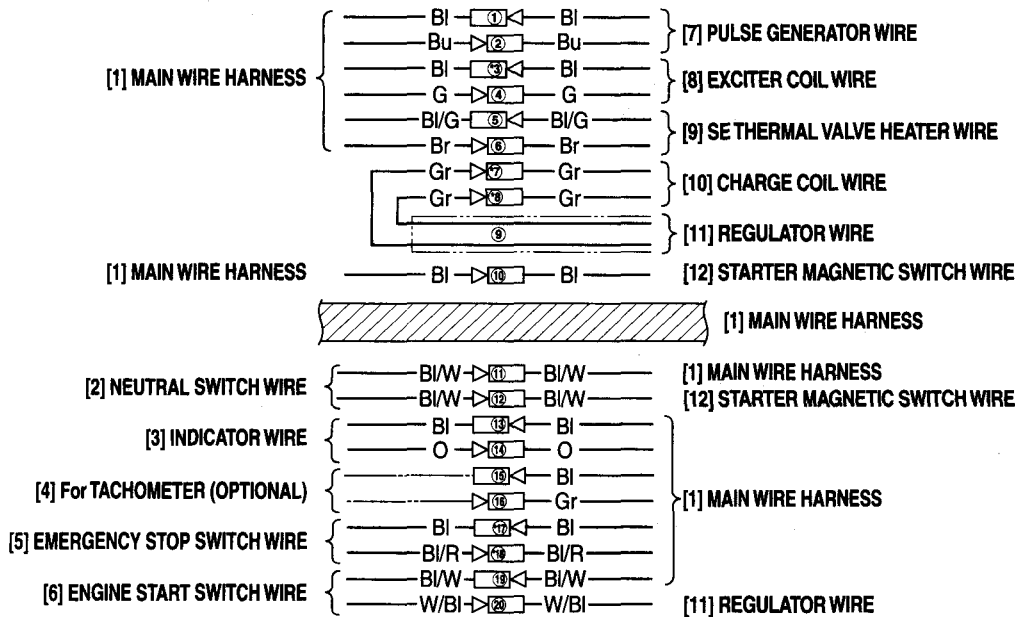 Bl ① Bl
[7] PULSE GENERATOR WIRE
Bu ② Bu
[1] MAIN WIRE HARNESS
Bl *③ Bl
[8] EXCITER COIL WIRE
G ④ G
Bl/G ⑤ Bl/G
[9] SE THERMAL VALVE HEATER WIRE
Br ⑥ Br
Gr *⑦ Gr
[10] CHARGE COIL WIRE
Gr *⑧ Gr
⑨
[11] REGULATOR WIRE
[1] MAIN WIRE HARNESS Bl ⑩ Bl [12] STARTER MAGNETIC SWITCH WIRE
[1] MAIN WIRE HARNESS
Bl/W ⑪ Bl/W [1] MAIN WIRE HARNESS
[2] NEUTRAL SWITCH WIRE
Bl/W ⑫ Bl/W [12] STARTER MAGNETIC SWITCH WIRE
Bl ⑬ Bl
[3] INDICATOR WIRE
O ⑭ O
⑮ Bl
[4] For TACHOMETER (OPTIONAL)
⑯ Gr
[1] MAIN WIRE HARNESS
Bl *⑰ Bl
[5] EMERGENCY STOP SWITCH WIRE
Bl/R *⑱ Bl/R
Bl/W ⑲ Bl/W
[6] ENGINE START SWITCH WIRE
W/Bl ⑳ W/Bl [11] REGULATOR WIRE